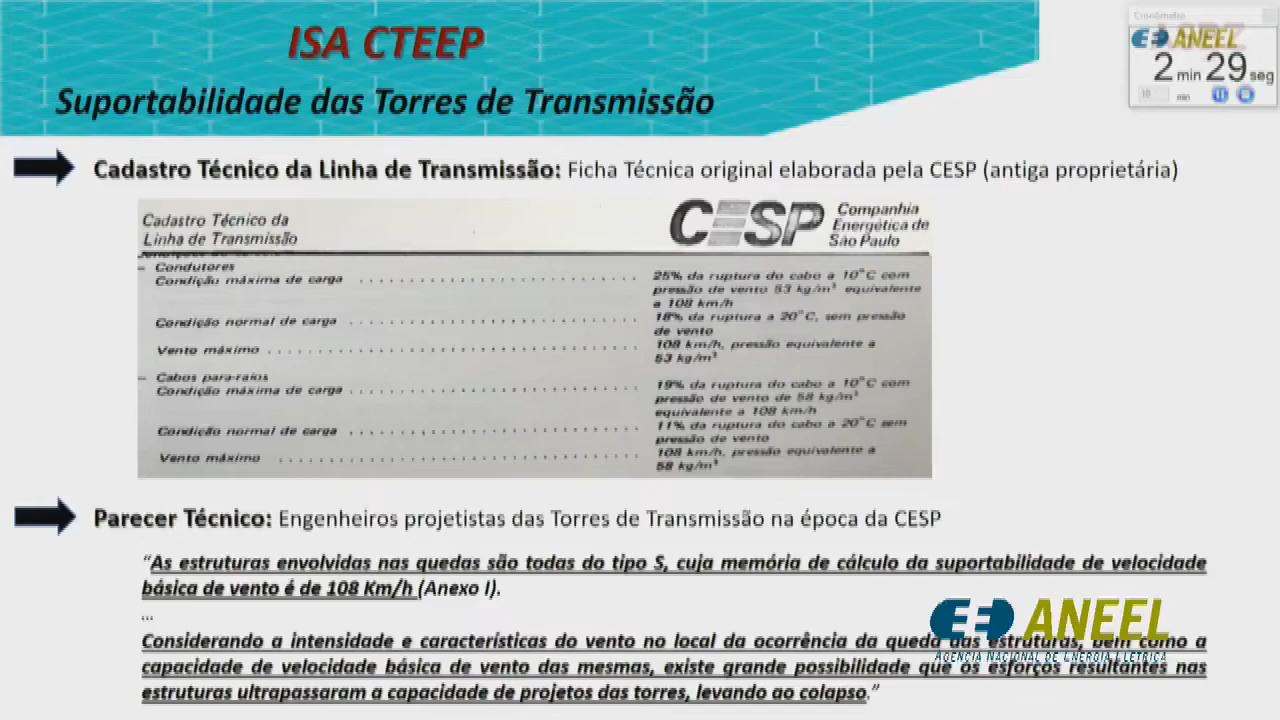 ISA CTEEP
Suportabilidade das Torres de Transmissão
Cronômetro
ANEEL
2 min 29 seg
10 min
Cadastro Técnico da Linha de Transmissão: Ficha Técnica original elaborada pela CESP (antiga proprietária)
Cadastro Técnico da
Linha de Transmissão
CESP
Companhia
Energética de
São Paulo
– Condutores
Condição máxima de carga
25% da ruptura do cabo a 10°C com
pressão de vento 53 kg/m² equivalente
a 108 km/h
Condição normal de carga
18% da ruptura a 20°C, sem pressão
de vento
Vento máximo
108 km/h, pressão equivalente a
53 kg/m²
– Cabos para-raios
Condição máxima de carga
19% da ruptura do cabo a 10°C com
pressão de vento de 58 kg/m²
equivalente a 108 km/h
Condição normal de carga
11% da ruptura do cabo a 20°C sem
pressão de vento
Vento máximo
108 km/h, pressão equivalente a
58 kg/m²
Parecer Técnico: Engenheiros projetistas das Torres de Transmissão na época da CESP
“As estruturas envolvidas nas quedas são todas do tipo S, cuja memória de cálculo da suportabilidade de velocidade
básica de vento é de 108 Km/h (Anexo I).
...
Considerando a intensidade e características do vento no local da ocorrência da queda das estruturas, bem como a
capacidade de velocidade básica de vento das mesmas, existe grande possibilidade que os esforços resultantes nas
estruturas ultrapassaram a capacidade de projetos das torres, levando ao colapso.”
ANEEL
AGÊNCIA NACIONAL DE ENERGIA ELÉTRICA